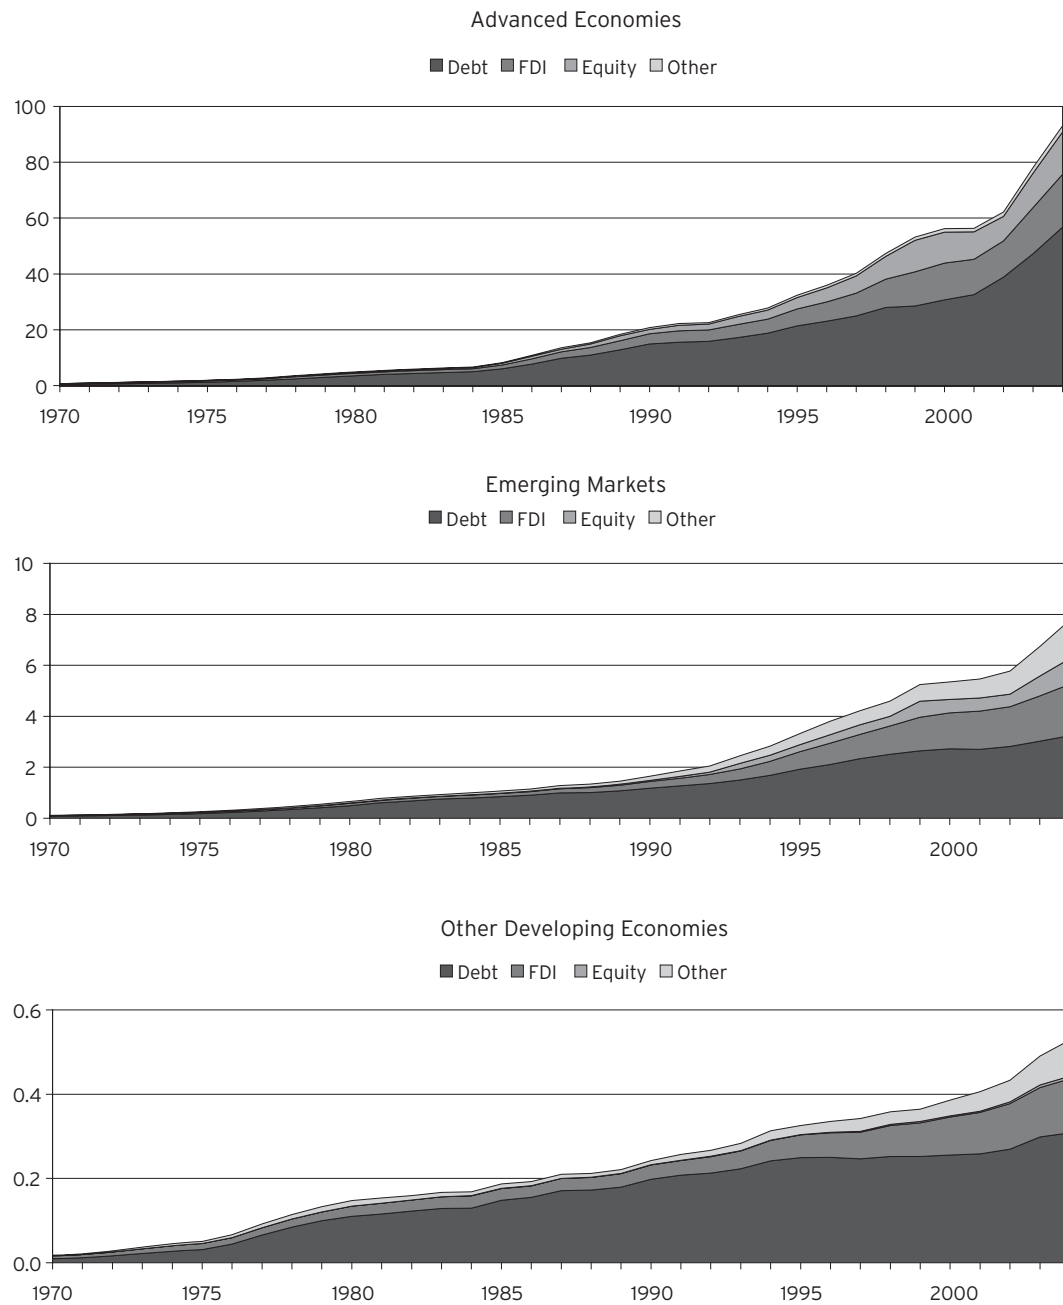 Advanced Economies
Debt FDI Equity Other
100
80
60
40
20
0
1970 1975 1980 1985 1990 1995 2000
Emerging Markets
Debt FDI Equity Other
10
8
6
4
2
0
1970 1975 1980 1985 1990 1995 2000
Other Developing Economies
Debt FDI Equity Other
0.6
0.4
0.2
0.0
1970 1975 1980 1985 1990 1995 2000